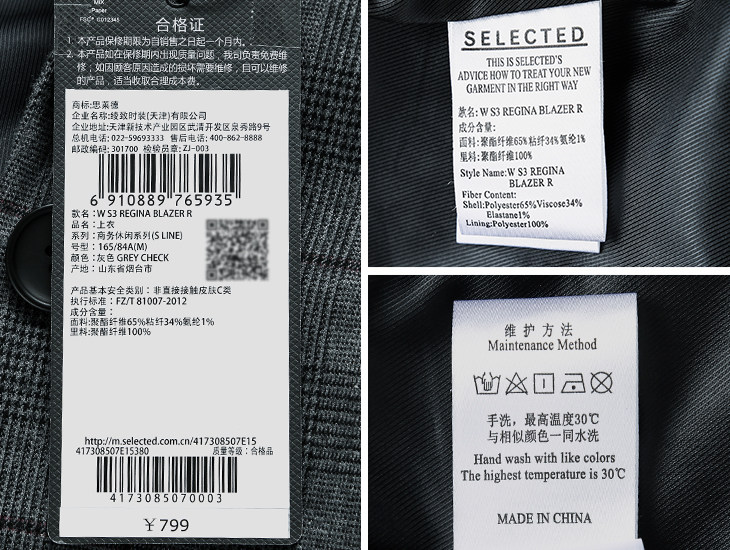 MIX
Paper
FSC® C012345
合格证
1. 本产品保修期限为自销售之日起一个月内。
2. 本产品如在保修期内出现质量问题，我司负责免费维
修；如因顾客原因造成的损坏需要维修，且可以维修
的产品，适当收取合理成本费。
商标:思莱德
企业名称:绫致时装(天津)有限公司
企业地址:天津新技术产业园区武清开发区泉秀路9号
总机电话: 022-59693333 售后电话: 400-862-8888
邮政编码: 301700 检验员章: ZJ-003
6 910889 765935
款名：W S3 REGINA BLAZER R
品名：上衣
系列：商务休闲系列(S LINE)
号型：165/84A(M)
颜色：灰色 GREY CHECK
产地：山东省烟台市
产品基本安全类别：非直接接触皮肤C类
执行标准：FZ/T 81007-2012
成分含量：
面料:聚酯纤维65%粘纤34%氨纶1%
里料:聚酯纤维100%
http://m.selected.com.cn/417308507E15
417308507E15380 质量等级：合格品
4173085070003
￥799
SELECTED
THIS IS SELECTED'S
ADVICE HOW TO TREAT YOUR NEW
GARMENT IN THE RIGHT WAY
款名: W S3 REGINA BLAZER R
成分含量:
面料:聚酯纤维65%粘纤34%氨纶1%
里料:聚酯纤维100%
Style Name:W S3 REGINA
BLAZER R
Fiber Content:
Shell:Polyester65%Viscose34%
Elastane1%
Lining:Polyester100%
维护方法
Maintenance Method
手洗，最高温度30℃
与相似颜色一同水洗
Hand wash with like colors
The highest temperature is 30℃
MADE IN CHINA